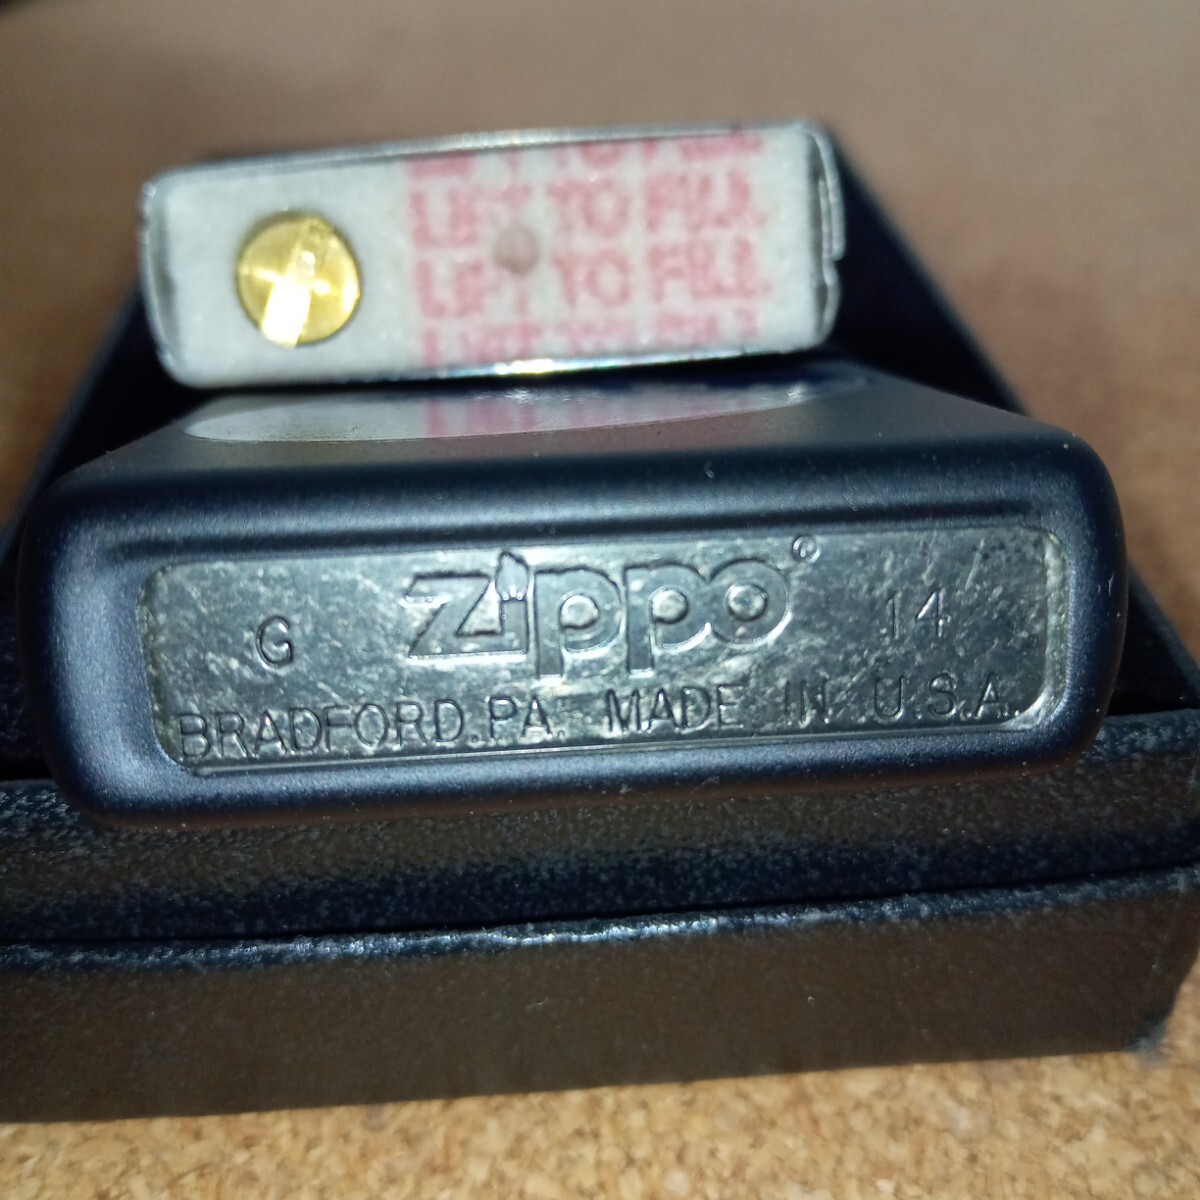 LIFT TO FILL
LIFT TO FILL
LIFT TO FILL
G Zippo® 14
BRADFORD.PA. MADE IN U.S.A.